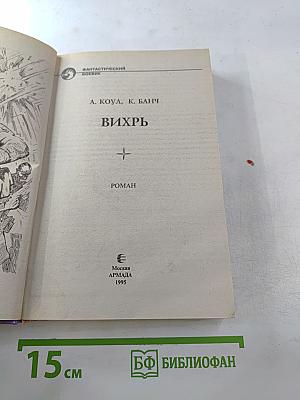 ФАНТАСТИЧЕСКИЙ
БОЕВИК
А. КОУЛ, К. БАНЧ
ВИХРЬ
РОМАН
Москва
АРМАДА
1995
15 см
БФ БИБЛИОФАН